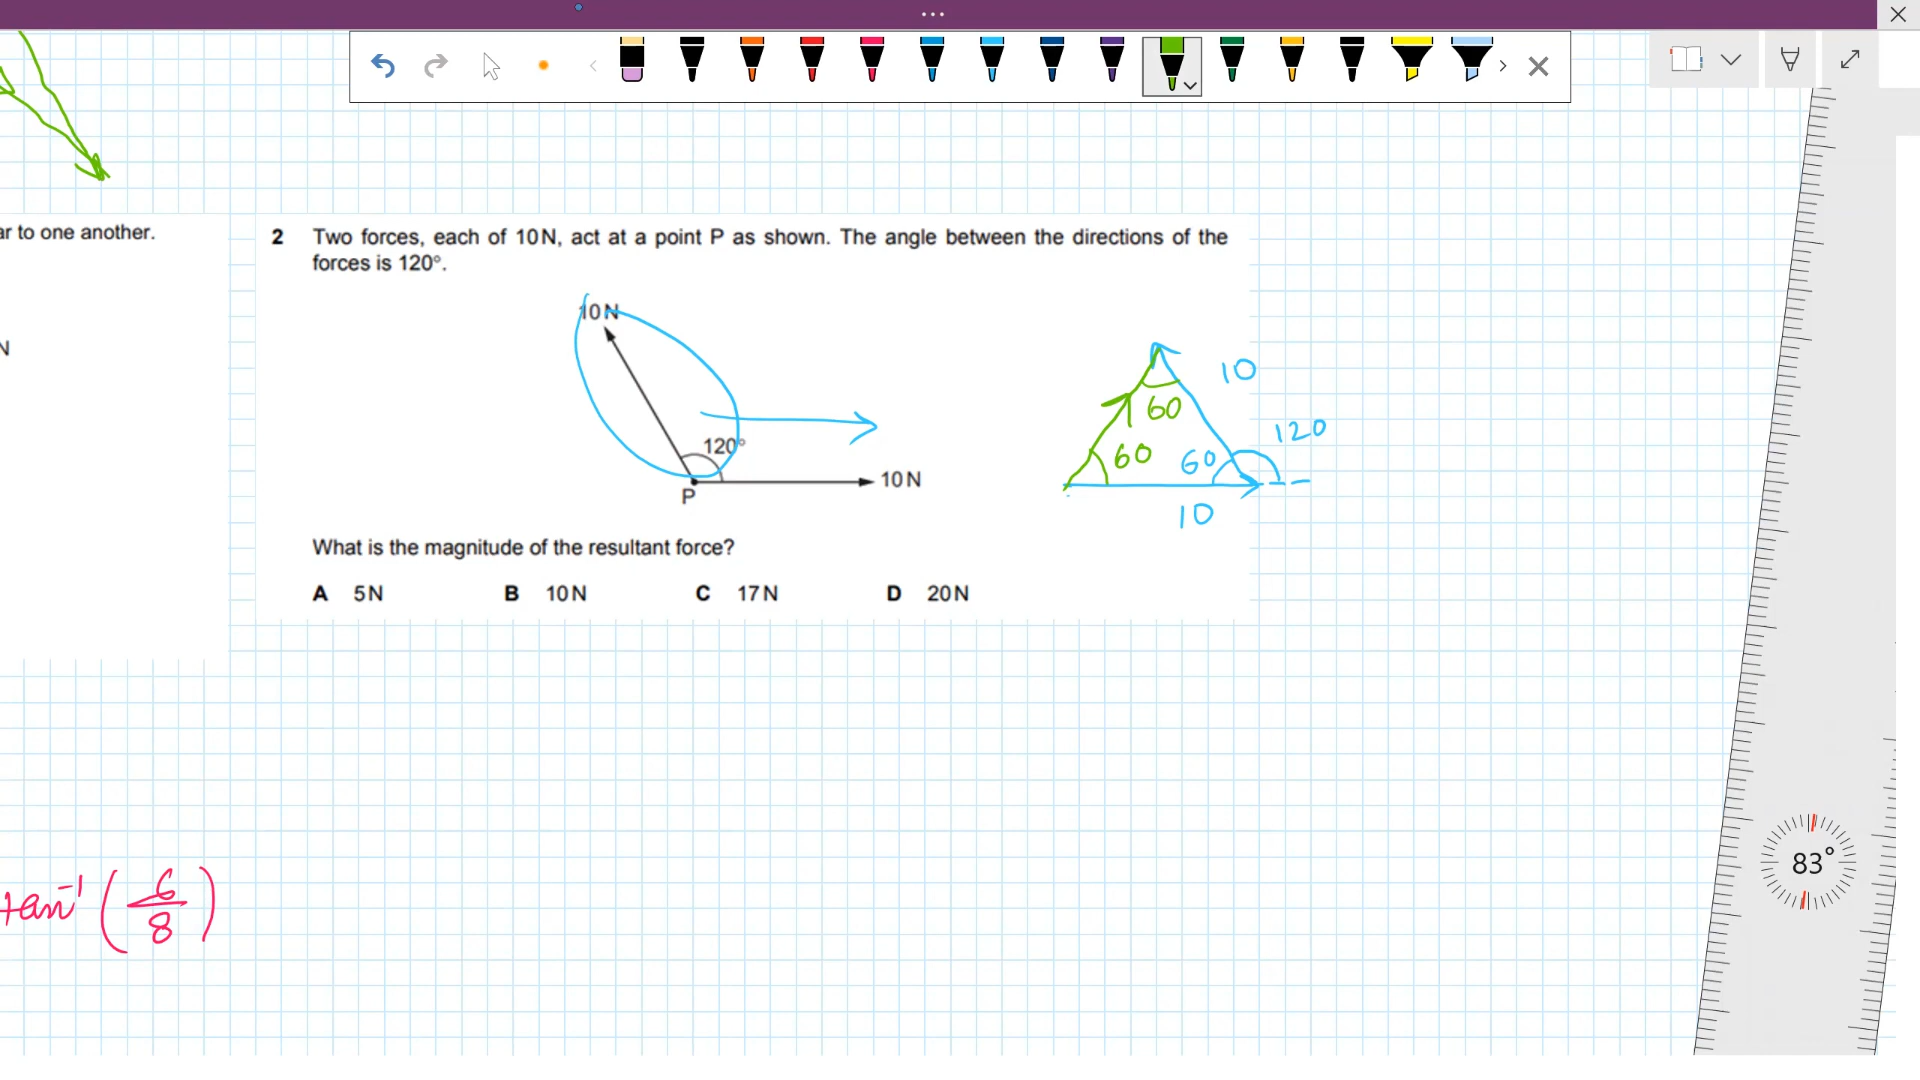 ar to one another.
2 Two forces, each of 10N, act at a point P as shown. The angle between the directions of the
forces is 120°.
N
10N
10
120
120°
60
60
60
10N
P
10
What is the magnitude of the resultant force?
A 5N B 10N C 17N D 20N
tan⁻¹ (6/8)
83°